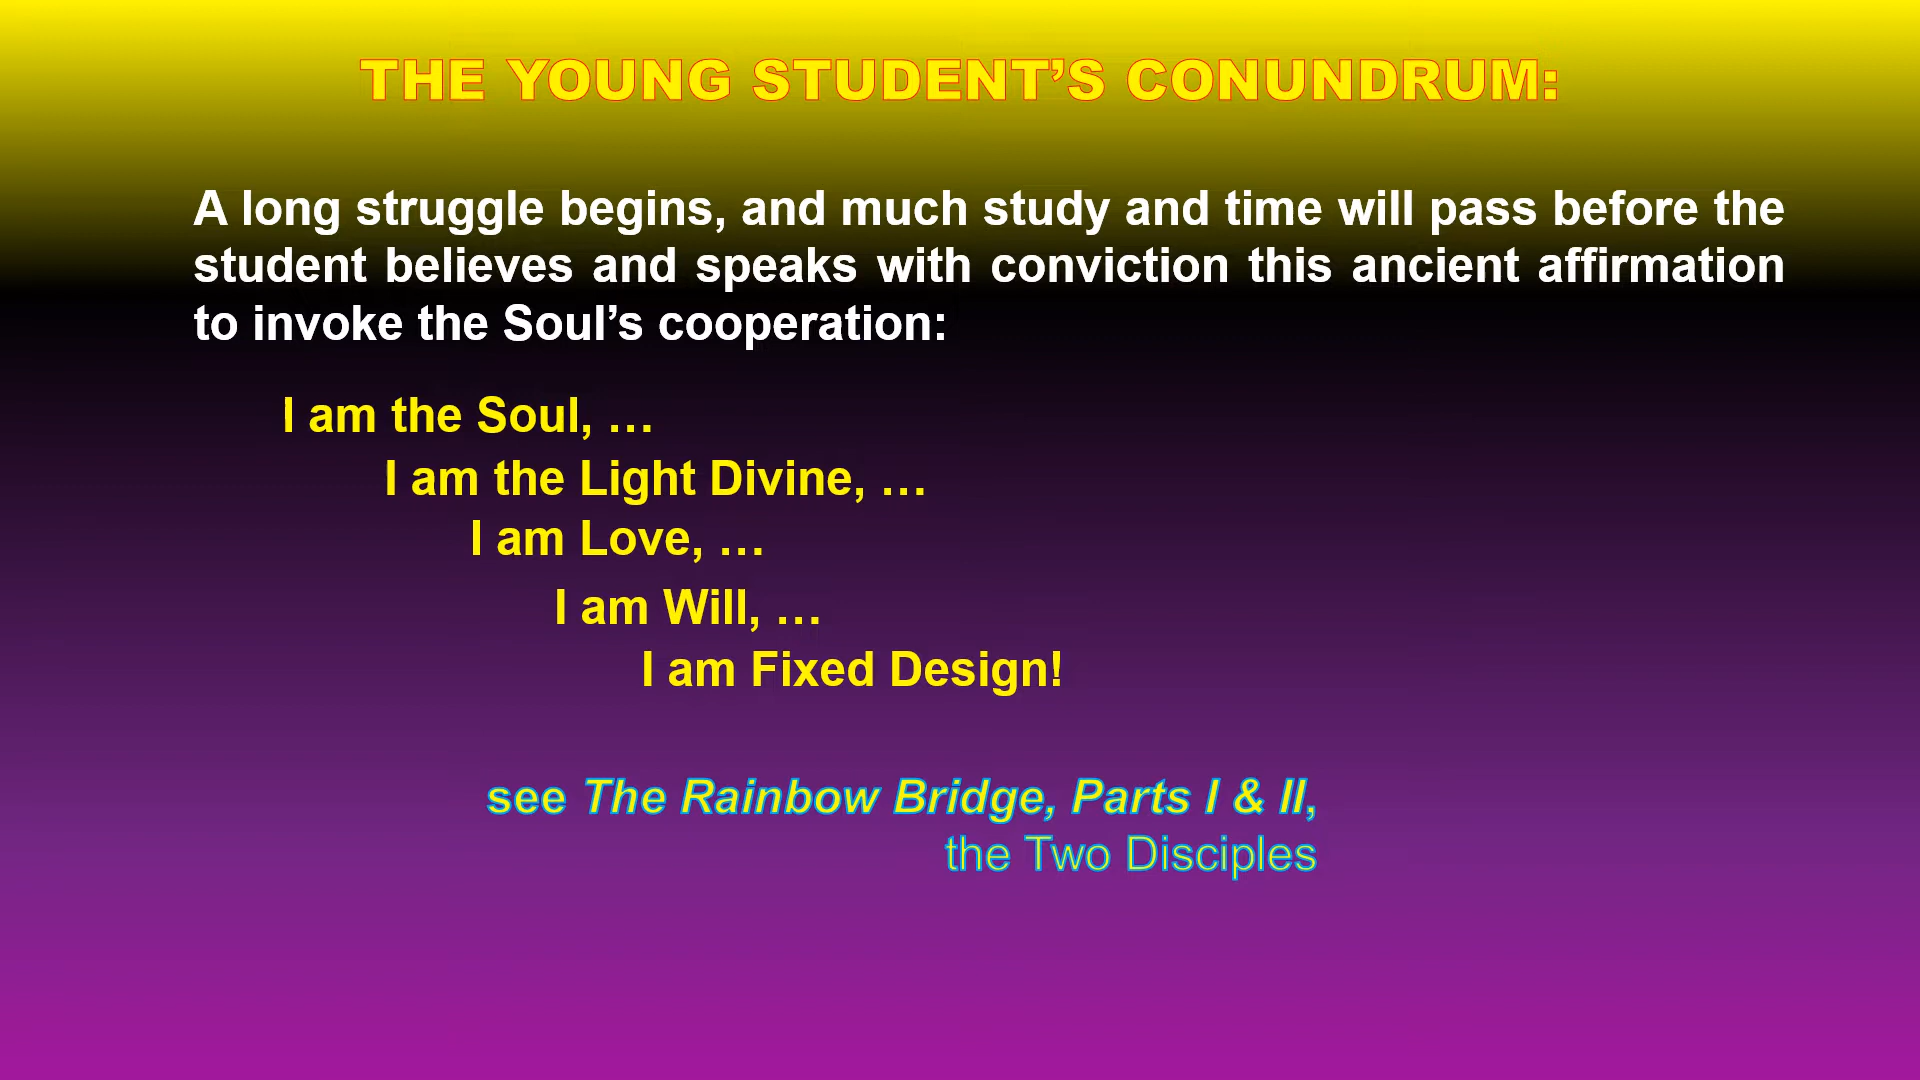 THE YOUNG STUDENT’S CONUNDRUM:
A long struggle begins, and much study and time will pass before the
student believes and speaks with conviction this ancient affirmation
to invoke the Soul’s cooperation:
I am the Soul, …
I am the Light Divine, …
I am Love, …
I am Will, …
I am Fixed Design!
see The Rainbow Bridge, Parts I & II,
the Two Disciples